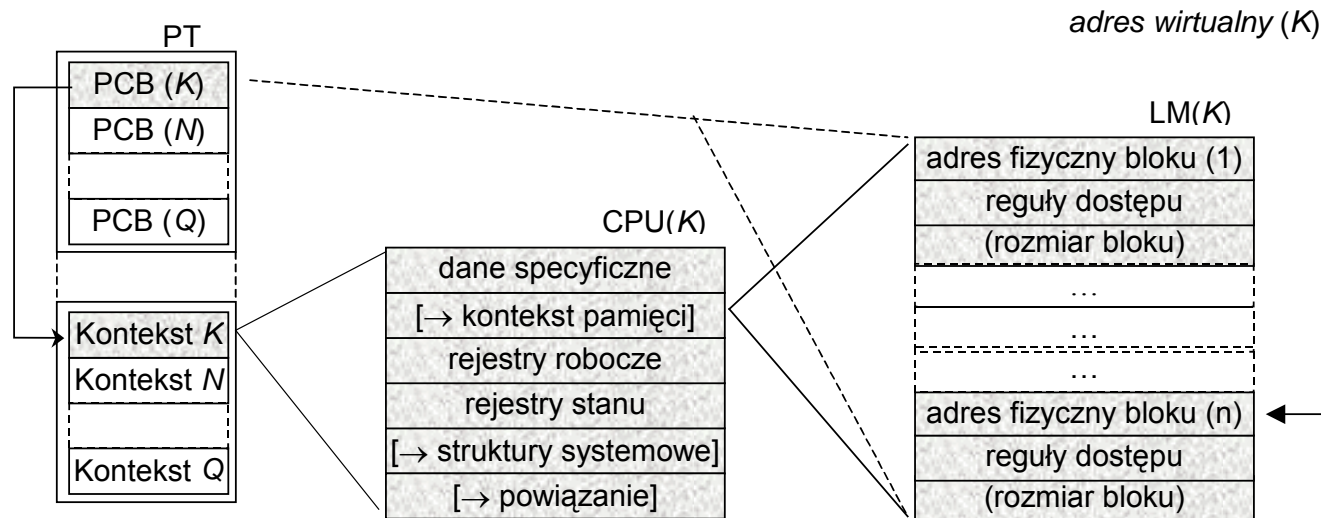 adres wirtualny (K)
PT
PCB (K)
PCB (N)
PCB (Q)
Kontekst K
Kontekst N
Kontekst Q
CPU(K)
dane specyficzne
[→ kontekst pamięci]
rejestry robocze
rejestry stanu
[→ struktury systemowe]
[→ powiązanie]
LM(K)
adres fizyczny bloku (1)
reguły dostępu
(rozmiar bloku)
…
…
…
adres fizyczny bloku (n)
reguły dostępu
(rozmiar bloku)